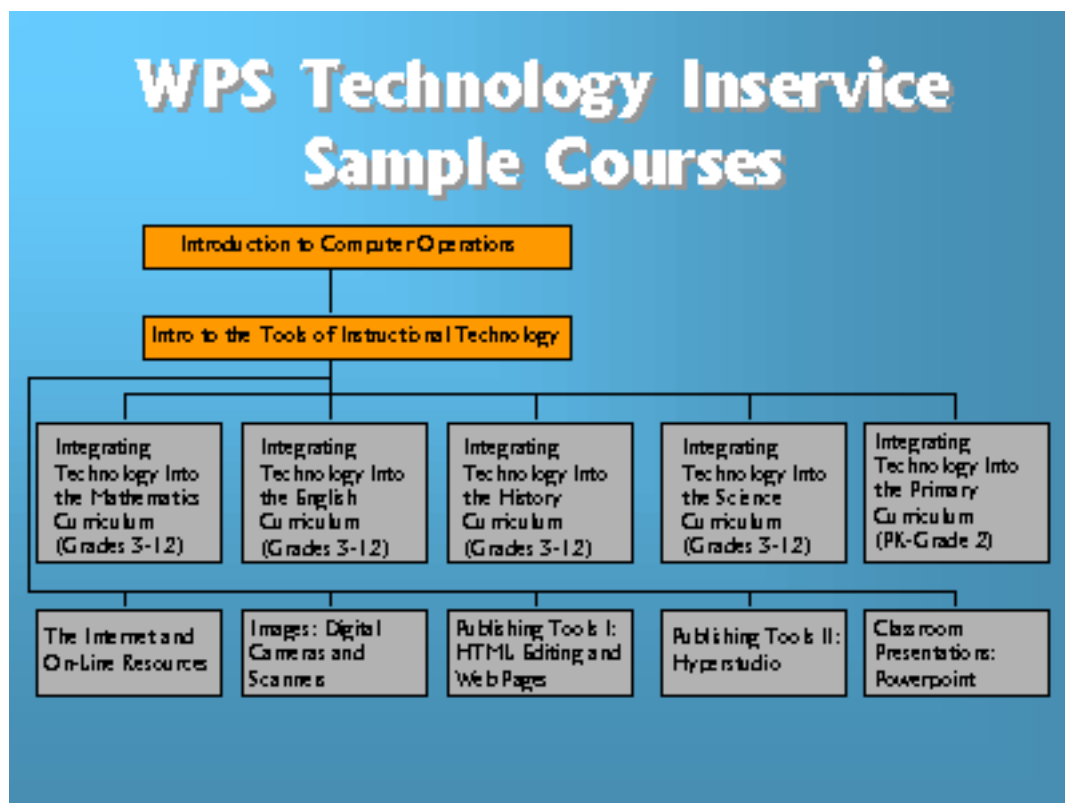 WPS Technology Inservice
Sample Courses
Introduction to Computer Operations
Intro to the Tools of Instructional Technology
Integrating
Technology Into
the Mathematics
Curriculum
(Grades 3-12)
Integrating
Technology Into
the English
Curriculum
(Grades 3-12)
Integrating
Technology Into
the History
Curriculum
(Grades 3-12)
Integrating
Technology Into
the Science
Curriculum
(Grades 3-12)
Integrating
Technology Into
the Primary
Curriculum
(PK-Grade 2)
The Internet and
On-Line Resources
Images: Digital
Cameras and
Scanners
Publishing Tools I:
HTML Editing and
Web Pages
Publishing Tools II:
Hyperstudio
Classroom
Presentations:
Powerpoint